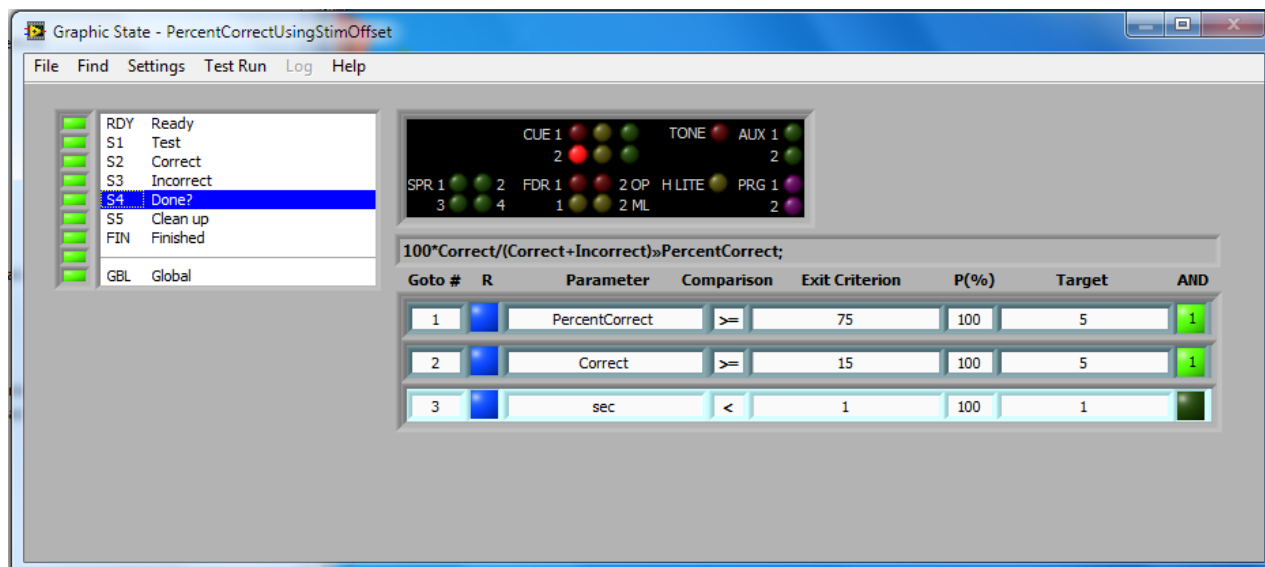 Graphic State - PercentCorrectUsingStimOffset
File Find Settings Test Run Log Help
RDY Ready
S1 Test
S2 Correct
S3 Incorrect
S4 Done?
S5 Clean up
FIN Finished
GBL Global
CUE 1 TONE AUX 1
2 2
SPR 1 2 FDR 1 2 OP H LITE PRG 1
3 4 1 2 ML 2
100*Correct/(Correct+Incorrect)»PercentCorrect;
Goto # R Parameter Comparison Exit Criterion P(%) Target AND
1 PercentCorrect >= 75 100 5 1
2 Correct >= 15 100 5 1
3 sec < 1 100 1